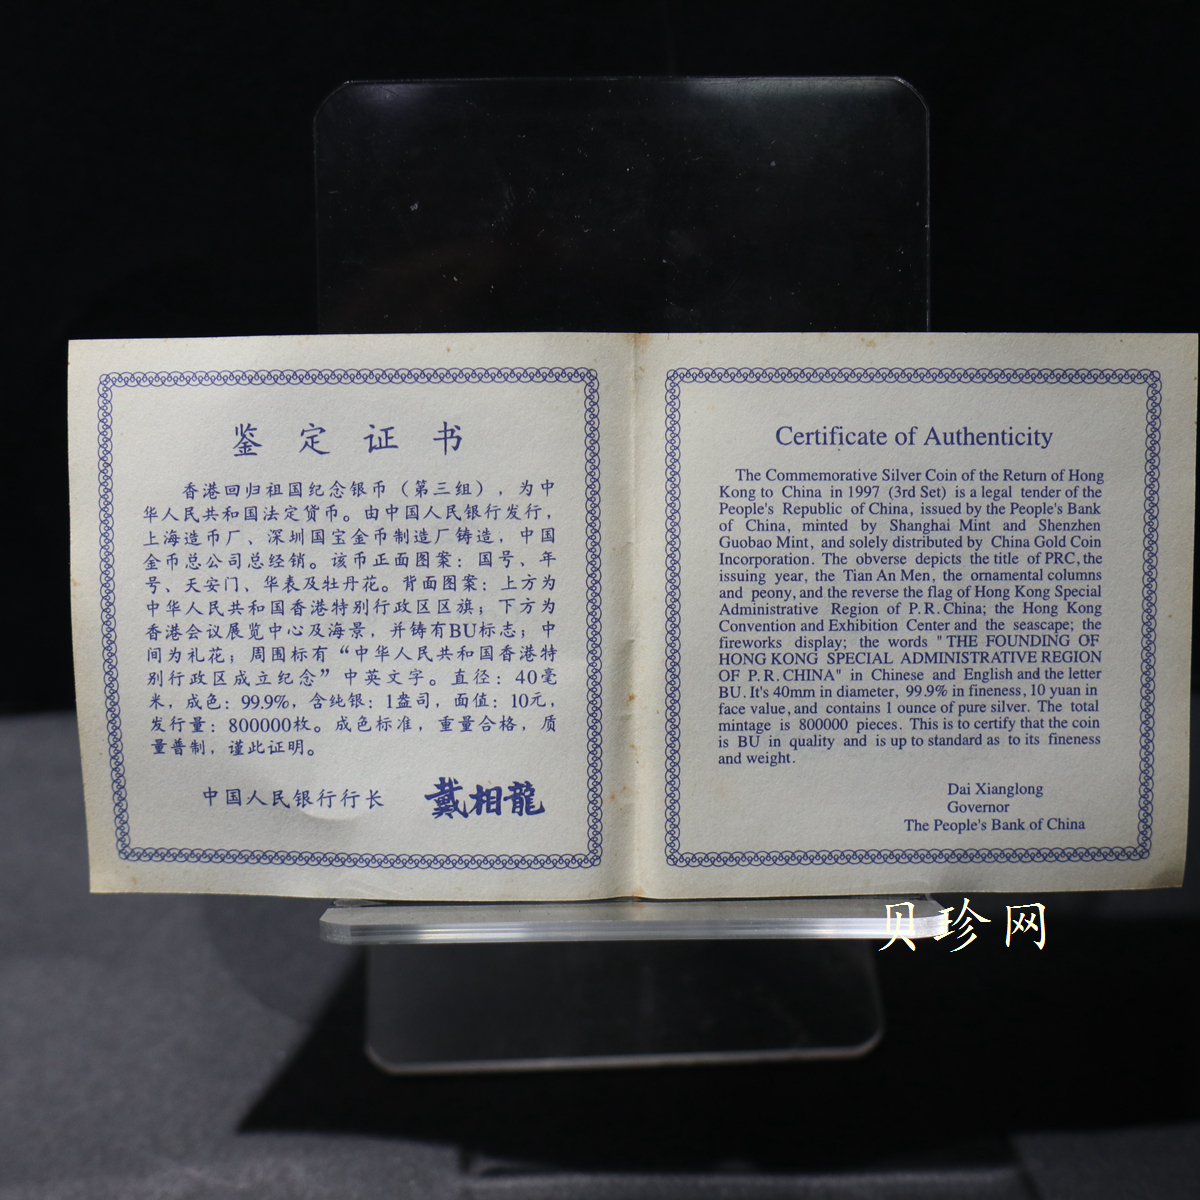 鉴定证书
香港回归祖国纪念银币（第三组），为中
华人民共和国法定货币。由中国人民银行发行，
上海造币厂、深圳国宝金币制造厂铸造，中国
金币总公司总经销。该币正面图案：国号、年
号、天安门、华表及牡丹花。背面图案：上方为
中华人民共和国香港特别行政区区旗；下方为
香港会议展览中心及海景，并铸有BU标志；中
间为礼花；周围标有“中华人民共和国香港特
别行政区成立纪念”中英文字。直径：40毫
米，成色：99.9%，含纯银：1盎司，面值：10元，
发行量：800000枚。成色标准，重量合格，质
量普制，谨此证明。
中国人民银行行长 戴相龍
Certificate of Authenticity
The Commemorative Silver Coin of the Return of Hong
Kong to China in 1997 (3rd Set) is a legal tender of the
People's Republic of China, issued by the People's Bank
of China, minted by Shanghai Mint and Shenzhen
Guobao Mint, and solely distributed by China Gold Coin
Incorporation. The obverse depicts the title of PRC, the
issuing year, the Tian An Men, the ornamental columns
and peony, and the reverse the flag of Hong Kong Special
Administrative Region of P.R.China; the Hong Kong
Convention and Exhibition Center and the seascape; the
fireworks display; the words "THE FOUNDING OF
HONG KONG SPECIAL ADMINISTRATIVE REGION
OF P.R.CHINA" in Chinese and English and the letter
BU. It's 40mm in diameter, 99.9% in fineness, 10 yuan in
face value, and contains 1 ounce of pure silver. The total
mintage is 800000 pieces. This is to certify that the coin
is BU in quality and is up to standard as to its fineness
and weight.
Dai Xianglong
Governor
The People's Bank of China
贝珍网